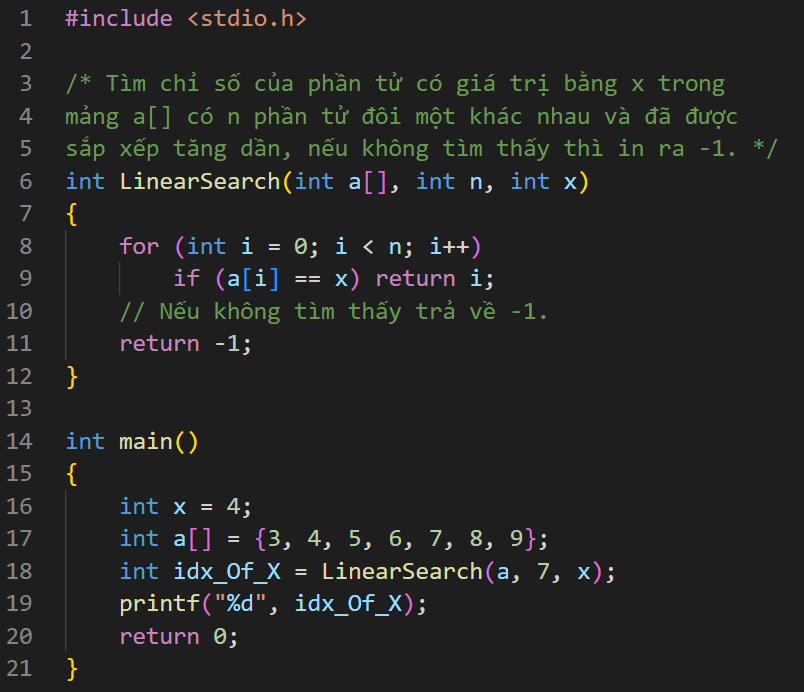 1 #include <stdio.h>
2
3 /* Tìm chỉ số của phần tử có giá trị bằng x trong
4 mảng a[] có n phần tử đôi một khác nhau và đã được
5 sắp xếp tăng dần, nếu không tìm thấy thì in ra -1. */
6 int LinearSearch(int a[], int n, int x)
7 {
8     for (int i = 0; i < n; i++)
9         if (a[i] == x) return i;
10     // Nếu không tìm thấy trả về -1.
11     return -1;
12 }
13
14 int main()
15 {
16     int x = 4;
17     int a[] = {3, 4, 5, 6, 7, 8, 9};
18     int idx_Of_X = LinearSearch(a, 7, x);
19     printf("%d", idx_Of_X);
20     return 0;
21 }